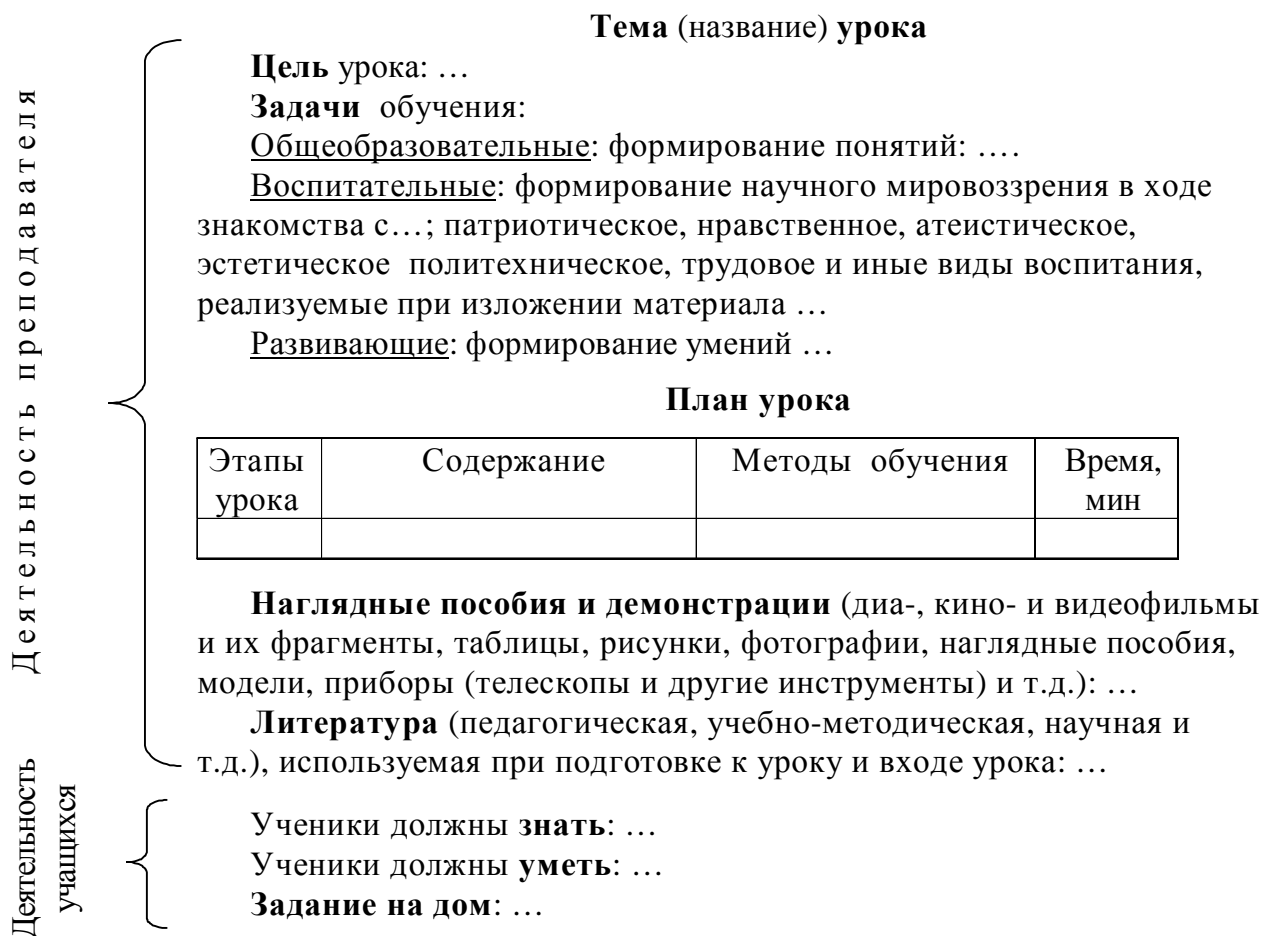 Тема (название) урока
Деятельность преподавателя
Цель урока: …
Задачи обучения:
Общеобразовательные: формирование понятий: ….
Воспитательные: формирование научного мировоззрения в ходе
знакомства с…; патриотическое, нравственное, атеистическое,
эстетическое политехническое, трудовое и иные виды воспитания,
реализуемые при изложении материала …
Развивающие: формирование умений …
План урока
Этапы урока	Содержание	Методы обучения	Время, мин
Наглядные пособия и демонстрации (диа-, кино- и видеофильмы
и их фрагменты, таблицы, рисунки, фотографии, наглядные пособия,
модели, приборы (телескопы и другие инструменты) и т.д.): …
Литература (педагогическая, учебно-методическая, научная и
т.д.), используемая при подготовке к уроку и входе урока: …
Деятельность
учащихся
Ученики должны знать: …
Ученики должны уметь: …
Задание на дом: …